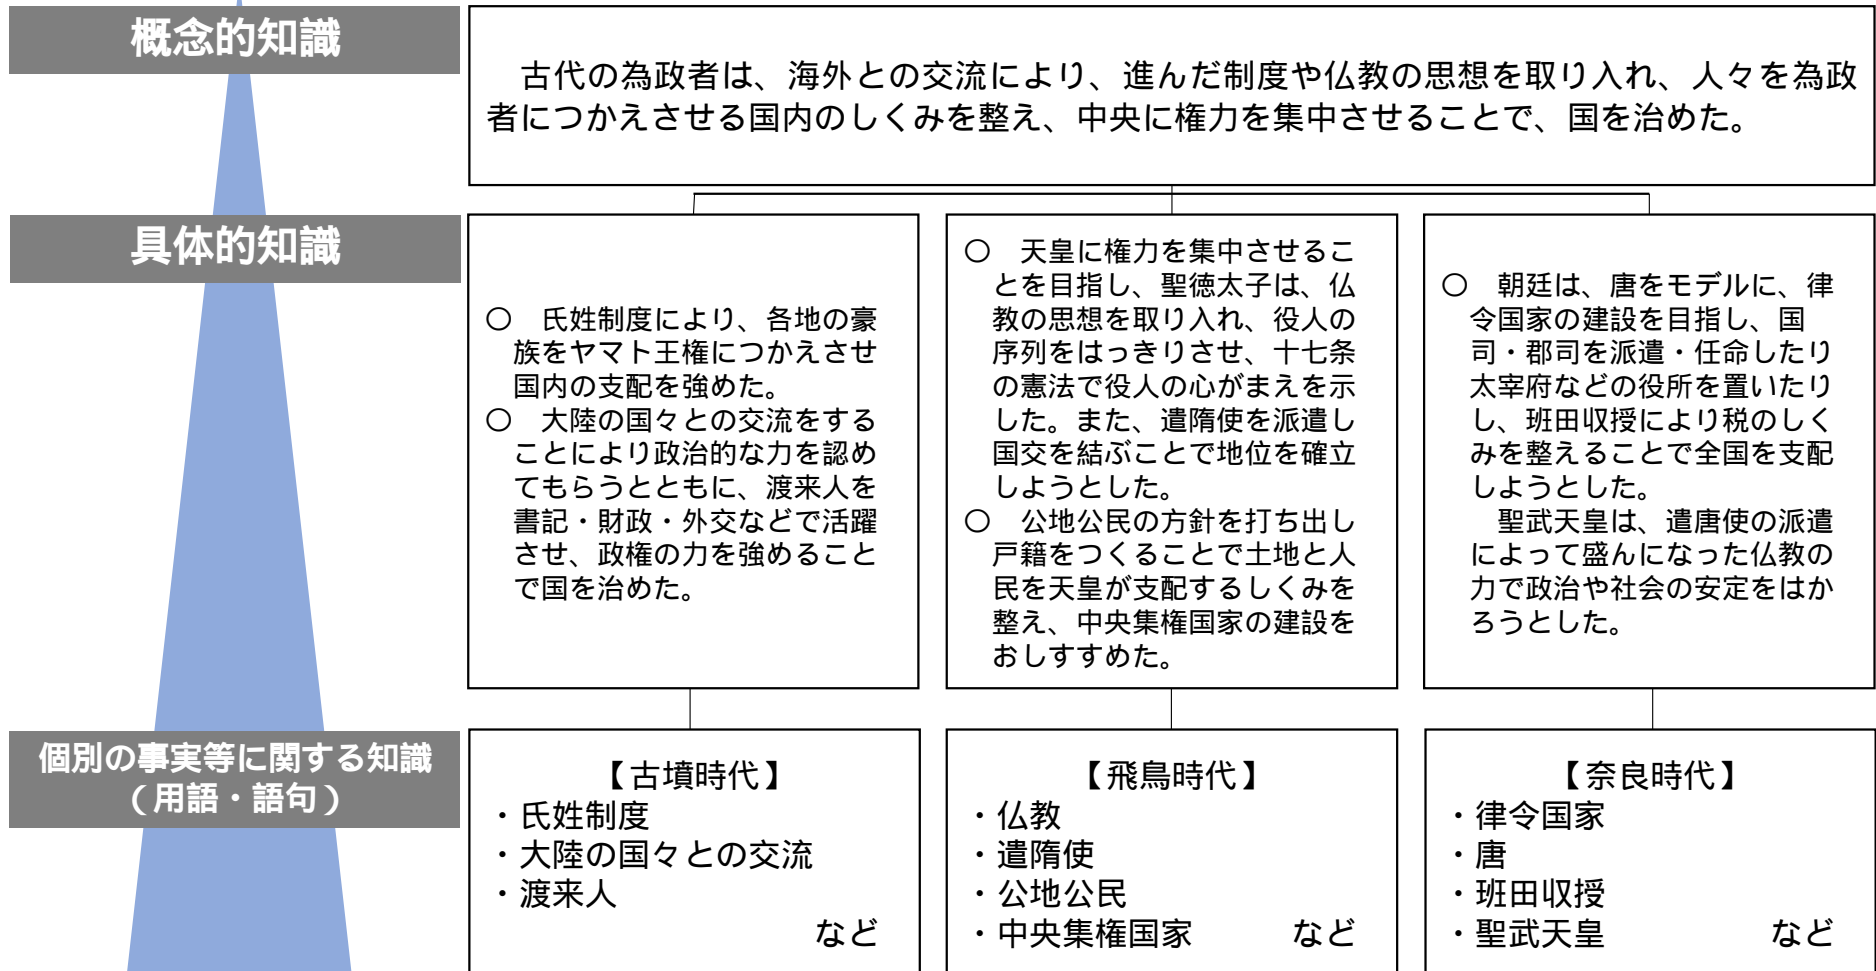 概念的知識
古代の為政者は、海外との交流により、進んだ制度や仏教の思想を取り入れ、人々を為政
者につかえさせる国内のしくみを整え、中央に権力を集中させることで、国を治めた。
具体的知識
○　氏姓制度により、各地の豪
族をヤマト王権につかえさせ
国内の支配を強めた。
○　大陸の国々との交流をする
ことにより政治的な力を認め
てもらうとともに、渡来人を
書記・財政・外交などで活躍
させ、政権の力を強めること
で国を治めた。
○　天皇に権力を集中させるこ
とを目指し、聖徳太子は、仏
教の思想を取り入れ、役人の
序列をはっきりさせ、十七条
の憲法で役人の心がまえを示
した。また、遣隋使を派遣し
国交を結ぶことで地位を確立
しようとした。
○　公地公民の方針を打ち出し
戸籍をつくることで土地と人
民を天皇が支配するしくみを
整え、中央集権国家の建設を
おしすすめた。
○　朝廷は、唐をモデルに、律
令国家の建設を目指し、国
司・郡司を派遣・任命したり
太宰府などの役所を置いたり
し、班田収授により税のしく
みを整えることで全国を支配
しようとした。
聖武天皇は、遣唐使の派遣
によって盛んになった仏教の
力で政治や社会の安定をはか
ろうとした。
個別の事実等に関する知識
（用語・語句）
【古墳時代】
・氏姓制度
・大陸の国々との交流
・渡来人
など
【飛鳥時代】
・仏教
・遣隋使
・公地公民
・中央集権国家　など
【奈良時代】
・律令国家
・唐
・班田収授
・聖武天皇　など